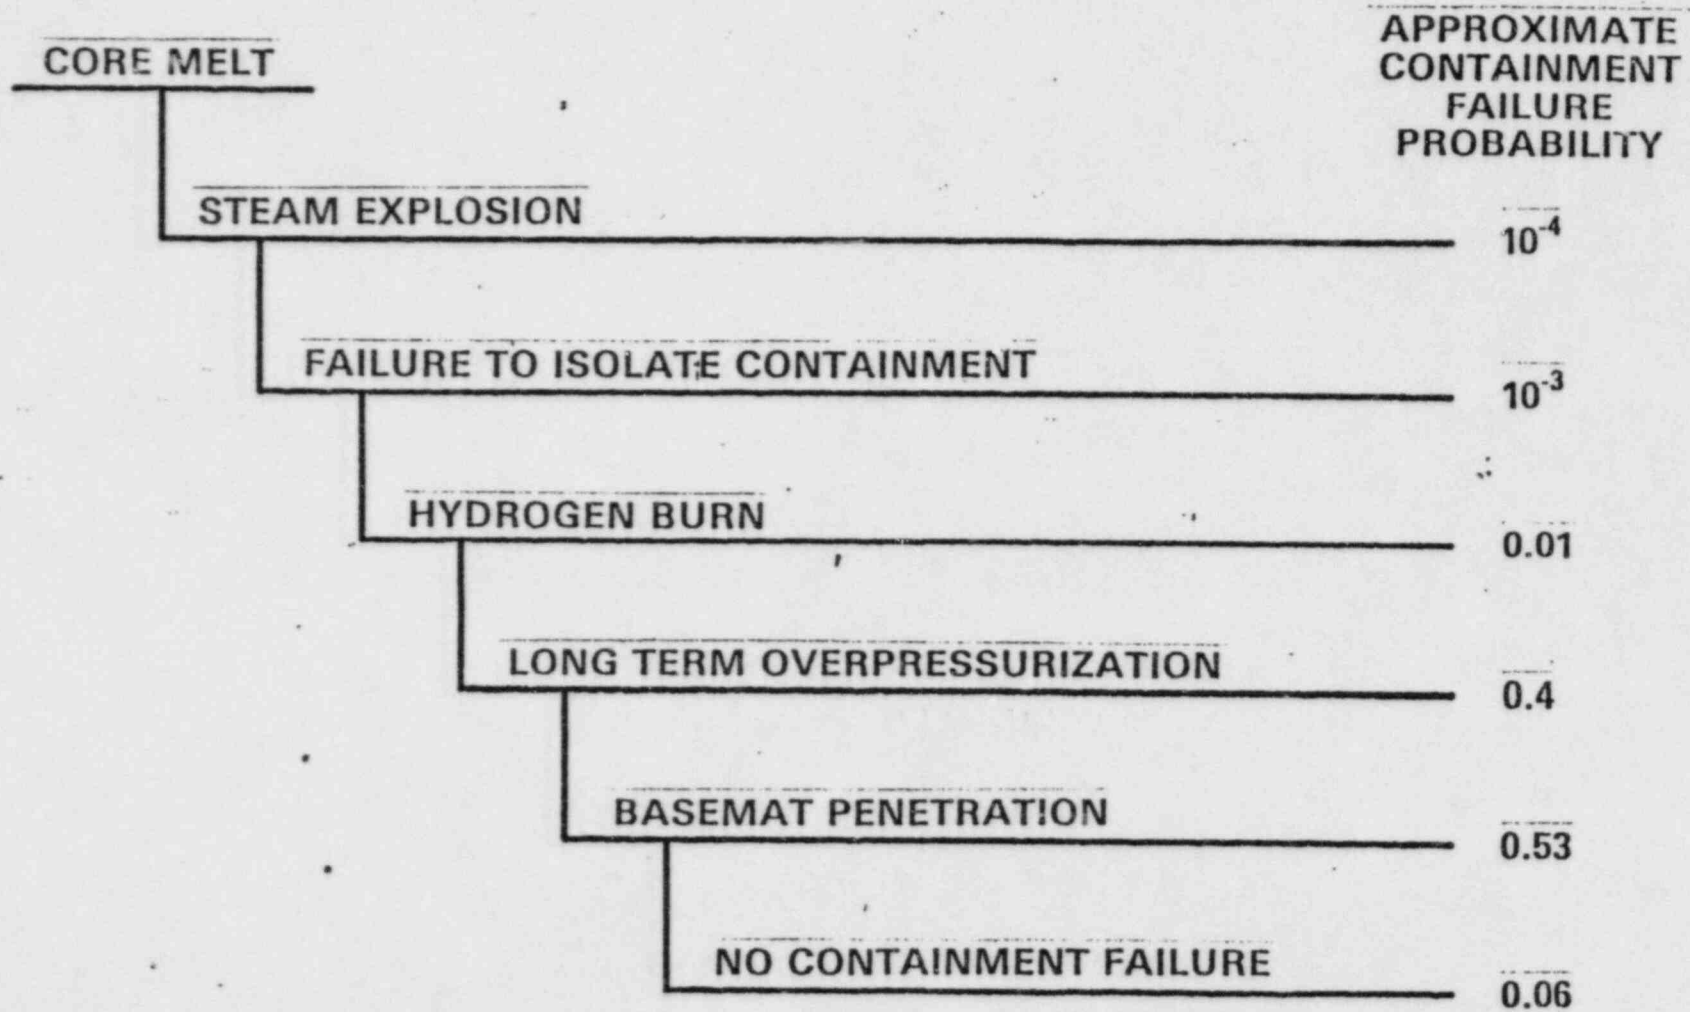 APPROXIMATE
CONTAINMENT
FAILURE
PROBABILITY
CORE MELT
STEAM EXPLOSION 10⁻⁴
FAILURE TO ISOLATE CONTAINMENT 10⁻³
HYDROGEN BURN 0.01
LONG TERM OVERPRESSURIZATION 0.4
BASEMAT PENETRATION 0.53
NO CONTAINMENT FAILURE 0.06